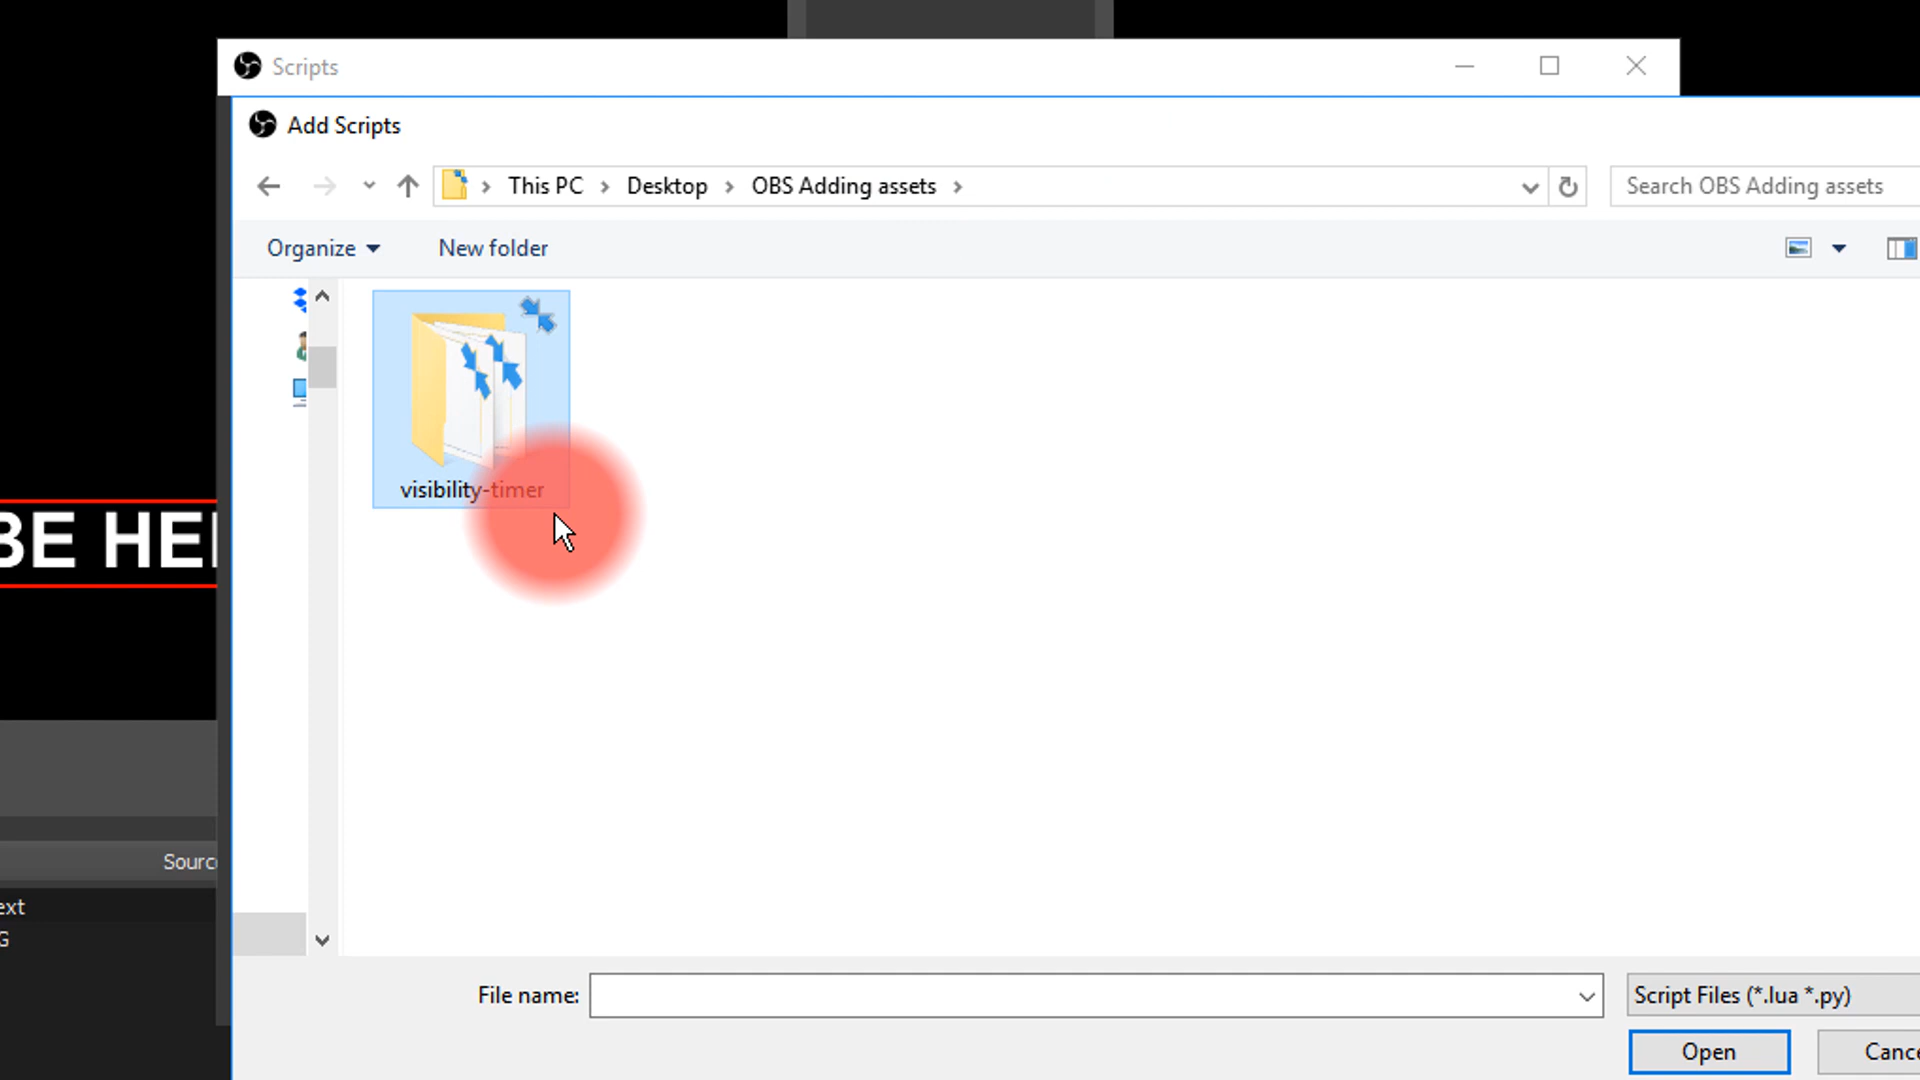 Scripts
Add Scripts
This PC > Desktop > OBS Adding assets >
Search OBS Adding assets
Organize
New folder
visibility-timer
BE HE
Sourc
ext
G
File name:
Script Files (*.lua *.py)
Open
Cance